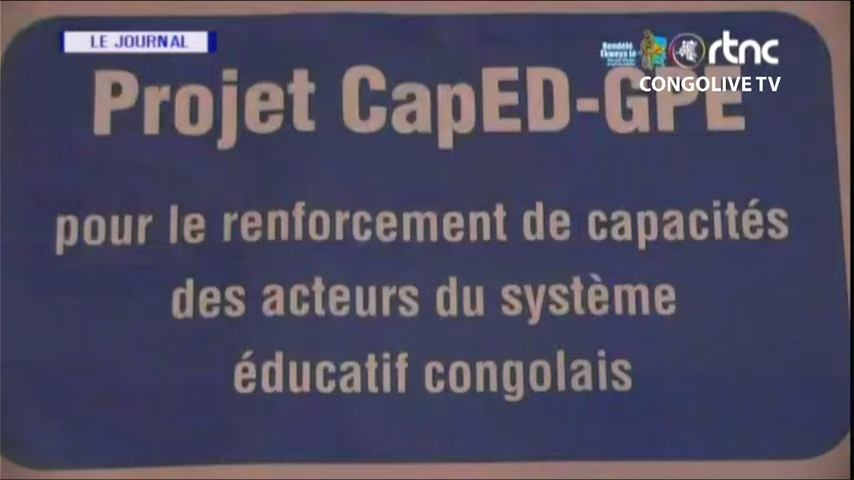 LE JOURNAL
rtnc
CONGOLIVE TV
Projet CapED-GPE
pour le renforcement de capacités
des acteurs du système
éducatif congolais